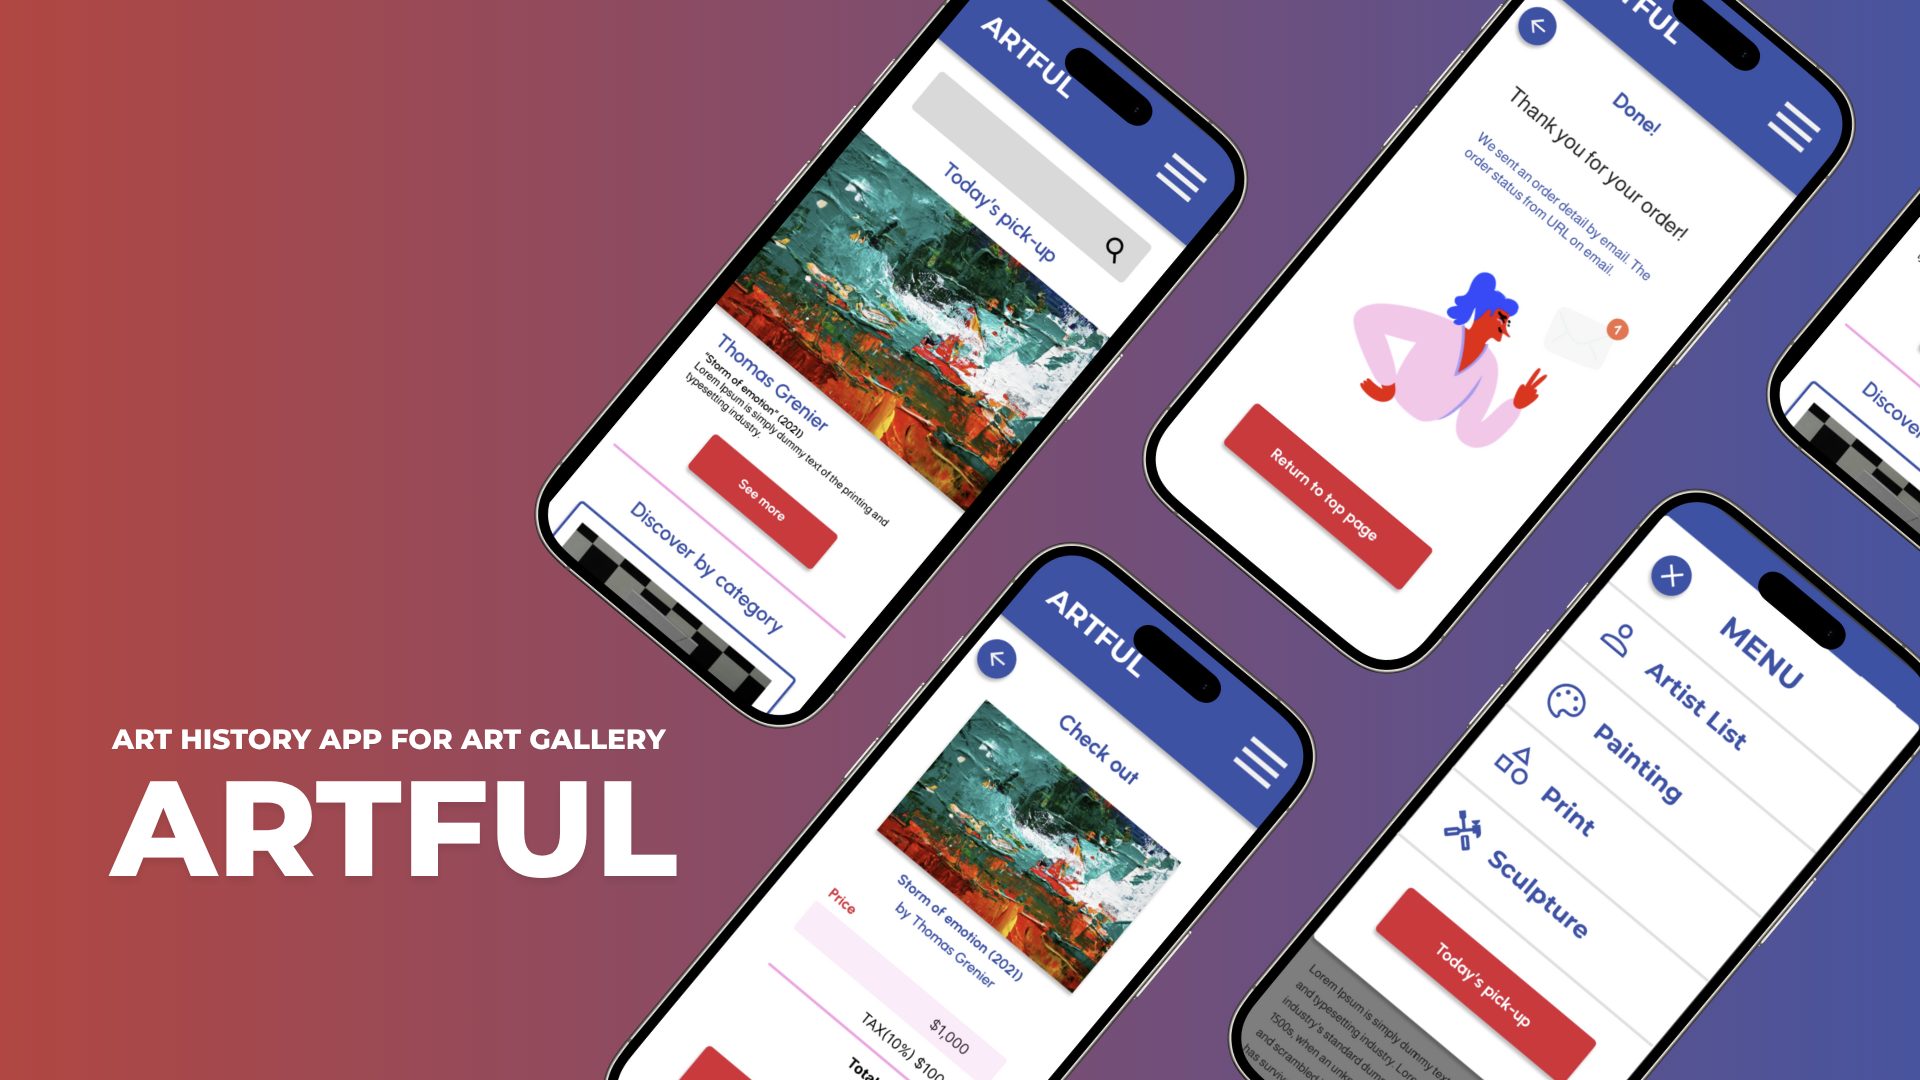 ART HISTORY APP FOR ART GALLERY
ARTFUL
ARTFUL
Today's pick-up
Thomas Grenier
"Storm of emotion" (2021)
Lorem Ipsum is simply dummy text of the printing and
typesetting industry.
See more
Discover by category
Done!
Thank you for your order!
We sent an order detail by email. The
order status from URL on email.
Return to top page
ARTFUL
Check out
Storm of emotion (2021)
by Thomas Grenier
Price
$1,000
TAX(10%) $100
MENU
Artist List
Painting
Print
Sculpture
Today's pick-up
Lorem Ipsum is simply dummy text
and typesetting industry.
industry's standard
1500s, when an
and scrambled